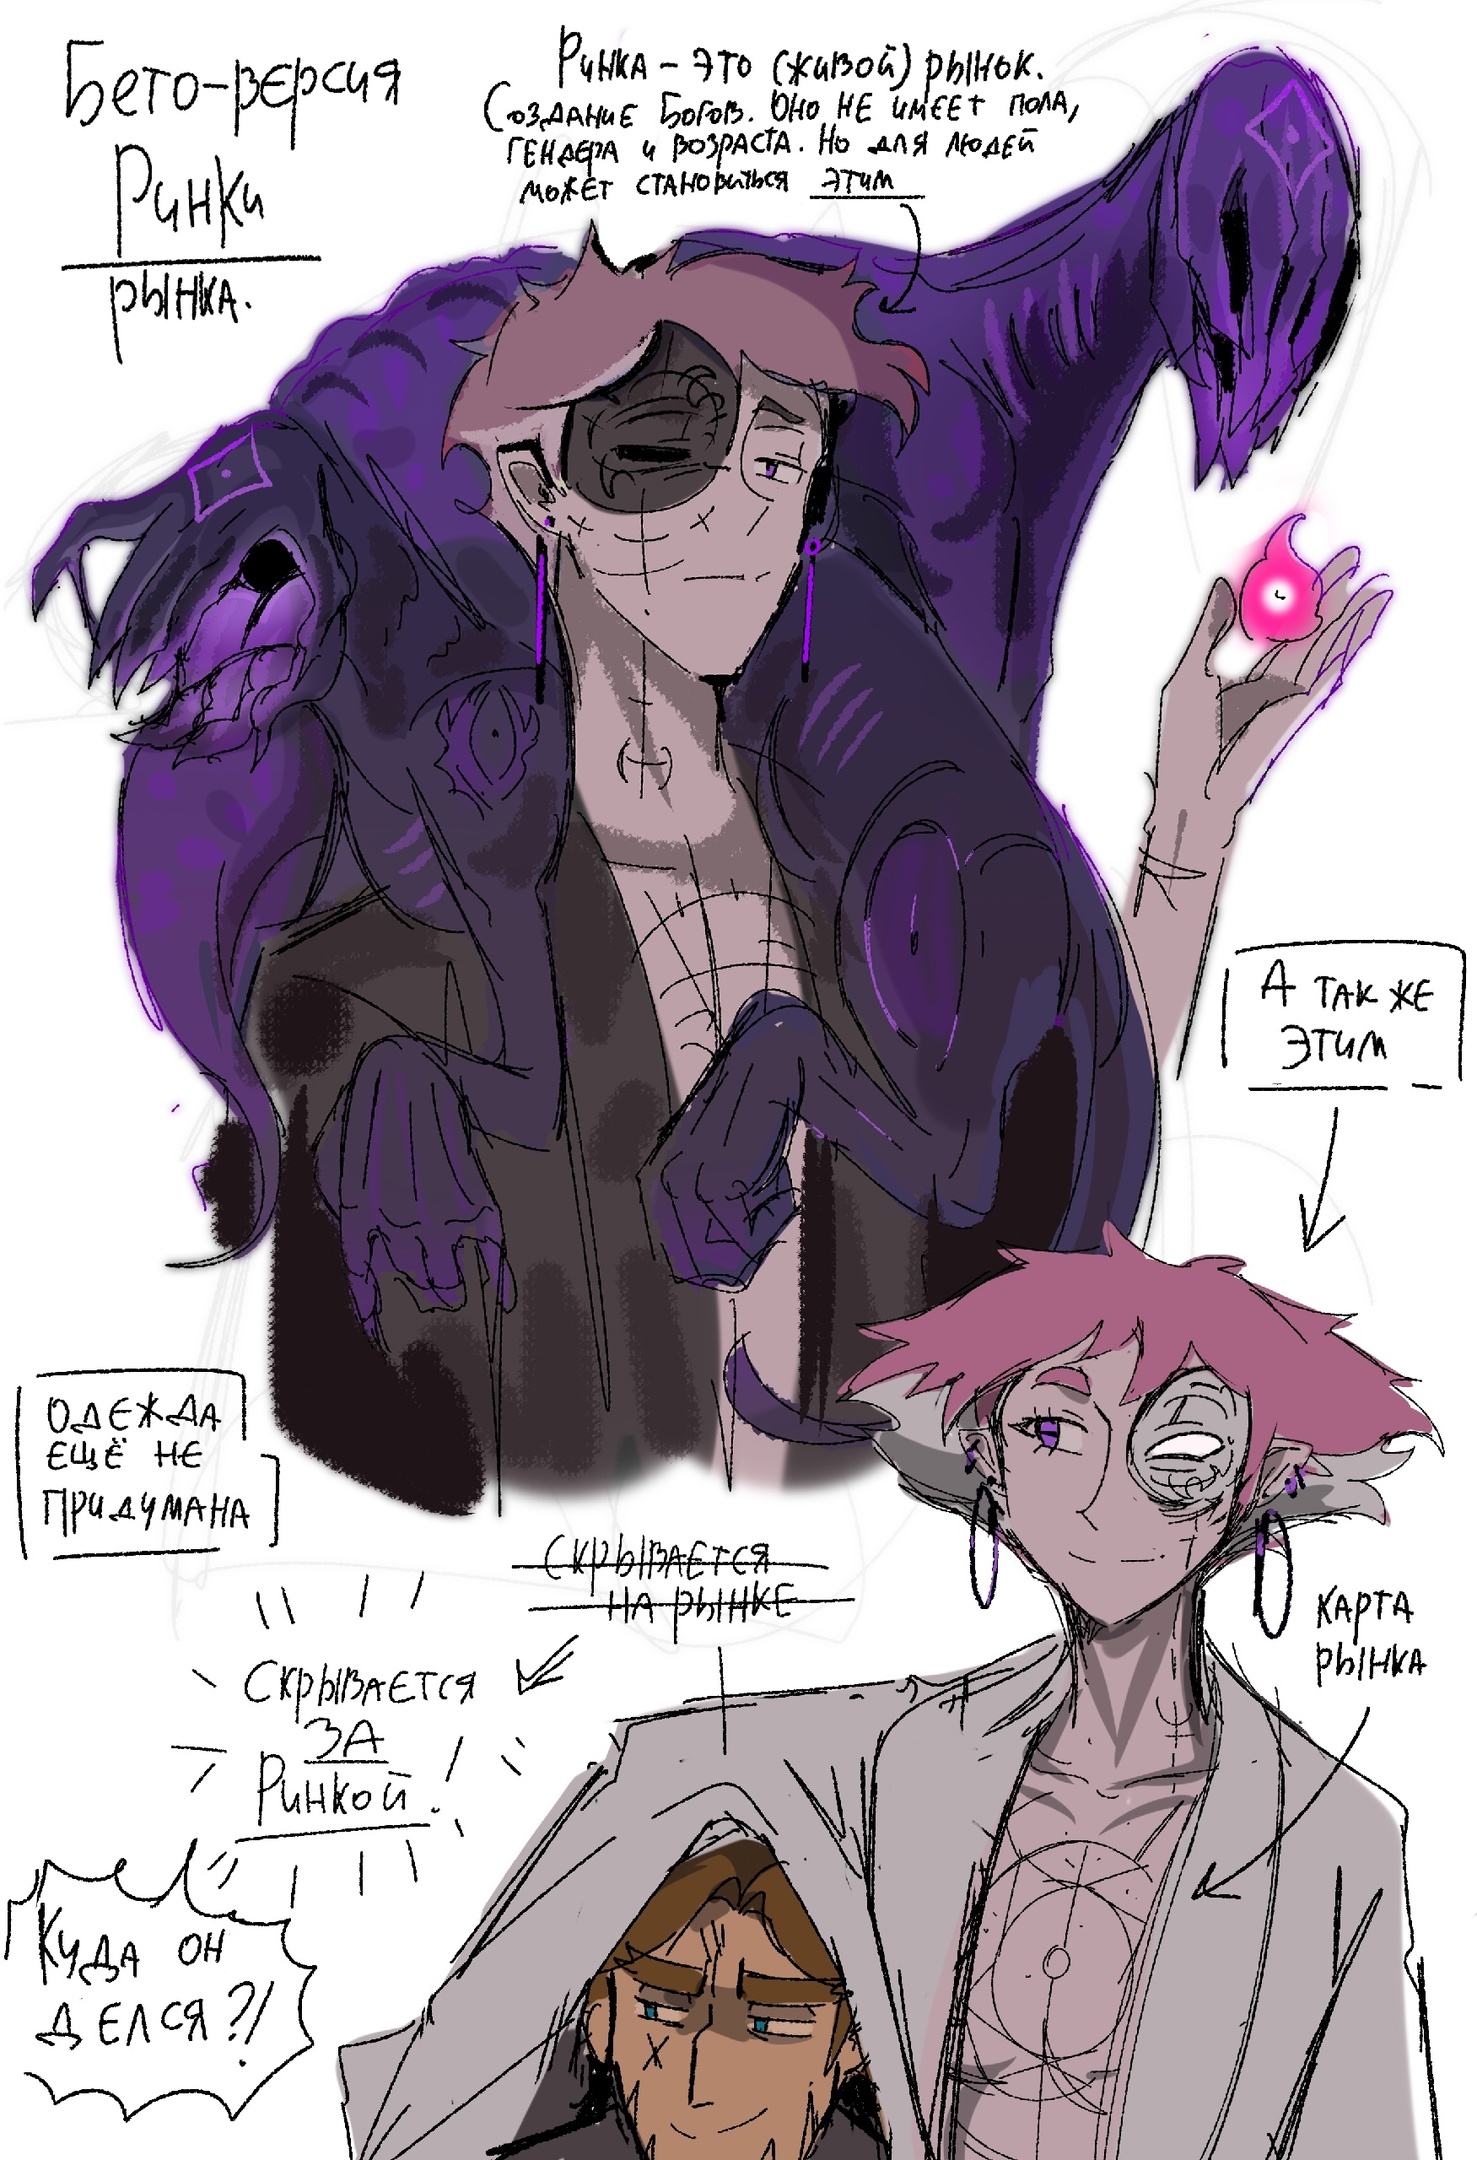 Бето-версия
Ринки
рынка.
Ринка – это (живой) рынок.
Создание Богов. Оно не имеет пола,
гендера и возраста. Но для людей
может становиться этим
А так же
этим
одежда
ещё не
придумана
скрывается
на рынке
Скрывается
за
Ринкой.
карта
рынка
Куда он
делся?!